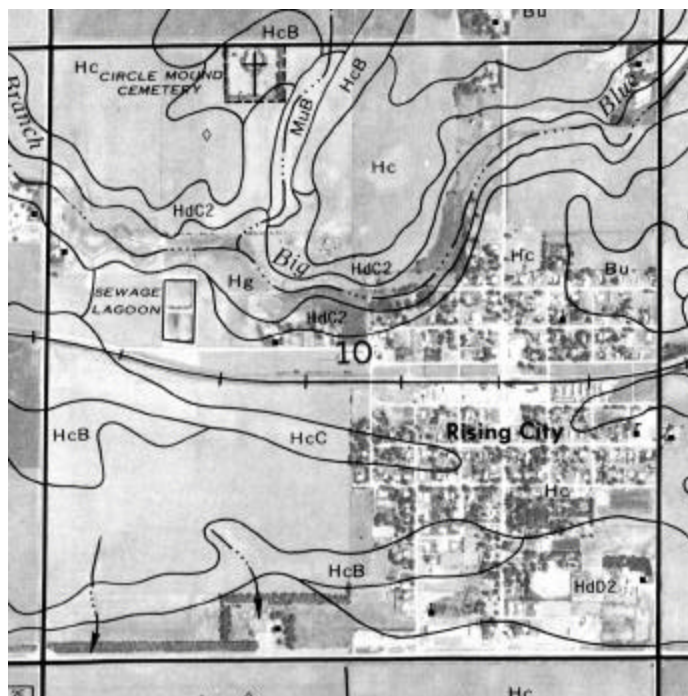 Bu
HcB
Hc
CIRCLE MOUND
CEMETERY
Branch
MuB
HcB
Blue
Hc
HdC2
Big
HdC2
Hc
Hg
Bu
SEWAGE
LAGOON
HdC2
10
HcB
HcC
Rising City
Hc
HcB
HdD2
Hc